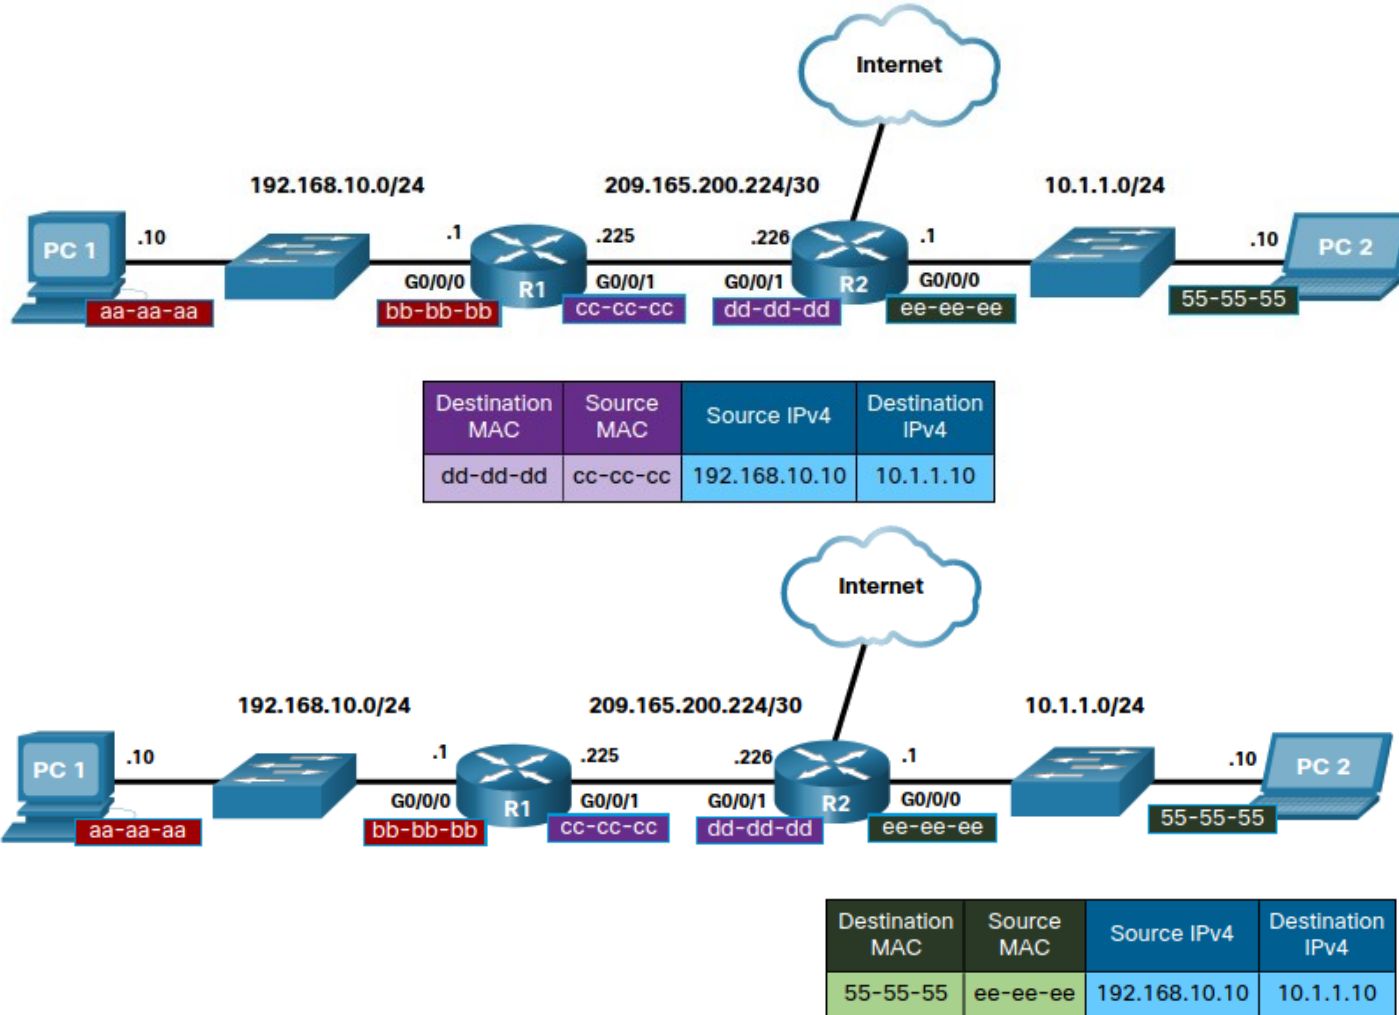 Internet
192.168.10.0/24 209.165.200.224/30 10.1.1.0/24
PC 1 .10 .1 .225 .226 .1 .10 PC 2
G0/0/0 R1 G0/0/1 G0/0/1 R2 G0/0/0
aa-aa-aa bb-bb-bb cc-cc-cc dd-dd-dd ee-ee-ee 55-55-55
Destination MAC Source MAC Source IPv4 Destination IPv4
dd-dd-dd cc-cc-cc 192.168.10.10 10.1.1.10
Internet
192.168.10.0/24 209.165.200.224/30 10.1.1.0/24
PC 1 .10 .1 .225 .226 .1 .10 PC 2
G0/0/0 R1 G0/0/1 G0/0/1 R2 G0/0/0
aa-aa-aa bb-bb-bb cc-cc-cc dd-dd-dd ee-ee-ee 55-55-55
Destination MAC Source MAC Source IPv4 Destination IPv4
55-55-55 ee-ee-ee 192.168.10.10 10.1.1.10